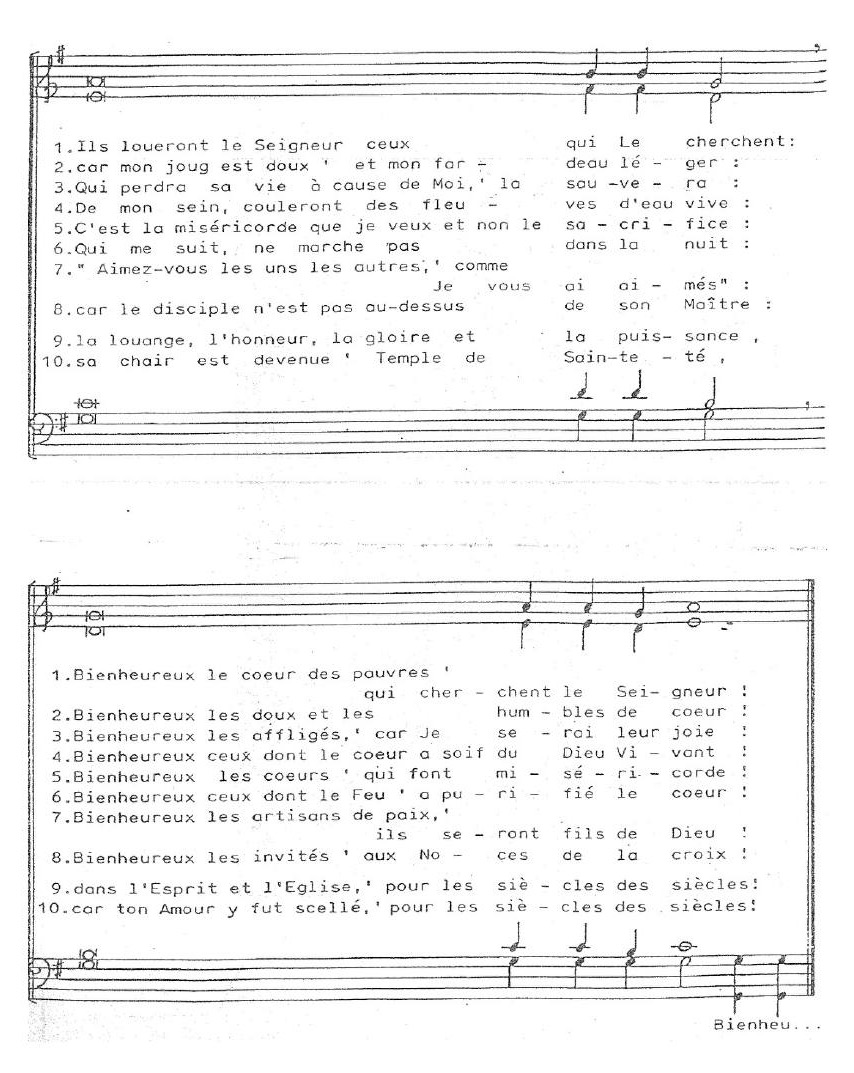 1.Ils loueront le Seigneur ceux qui Le cherchent:
2.car mon joug est doux ' et mon far - deau lé - ger :
3.Qui perdra sa vie à cause de Moi,' la sau -ve - ra :
4.De mon sein, couleront des fleu - ves d'eau vive :
5.C'est la miséricorde que je veux et non le sa - cri - fice :
6.Qui me suit, ne marche pas dans la nuit :
7." Aimez-vous les uns les autres,' comme
Je vous ai ai - més" :
8.car le disciple n'est pas au-dessus de son Maître :
9.la louange, l'honneur, la gloire et la puis- sance ,
10.sa chair est devenue ' Temple de Sain-te - té ,
1.Bienheureux le coeur des pauvres '
qui cher - chent le Sei- gneur !
2.Bienheureux les doux et les hum - bles de coeur !
3.Bienheureux les affligés,' car Je se - rai leur joie !
4.Bienheureux ceux dont le coeur a soif du Dieu Vi - vant !
5.Bienheureux les coeurs ' qui font mi - sé - ri - corde !
6.Bienheureux ceux dont le Feu ' a pu - ri - fié le coeur !
7.Bienheureux les artisans de paix,'
ils se - ront fils de Dieu !
8.Bienheureux les invités ' aux No - ces de la croix !
9.dans l'Esprit et l'Eglise,' pour les siè - cles des siècles!
10.car ton Amour y fut scellé,' pour les siè - cles des siècles!
Bienheu...